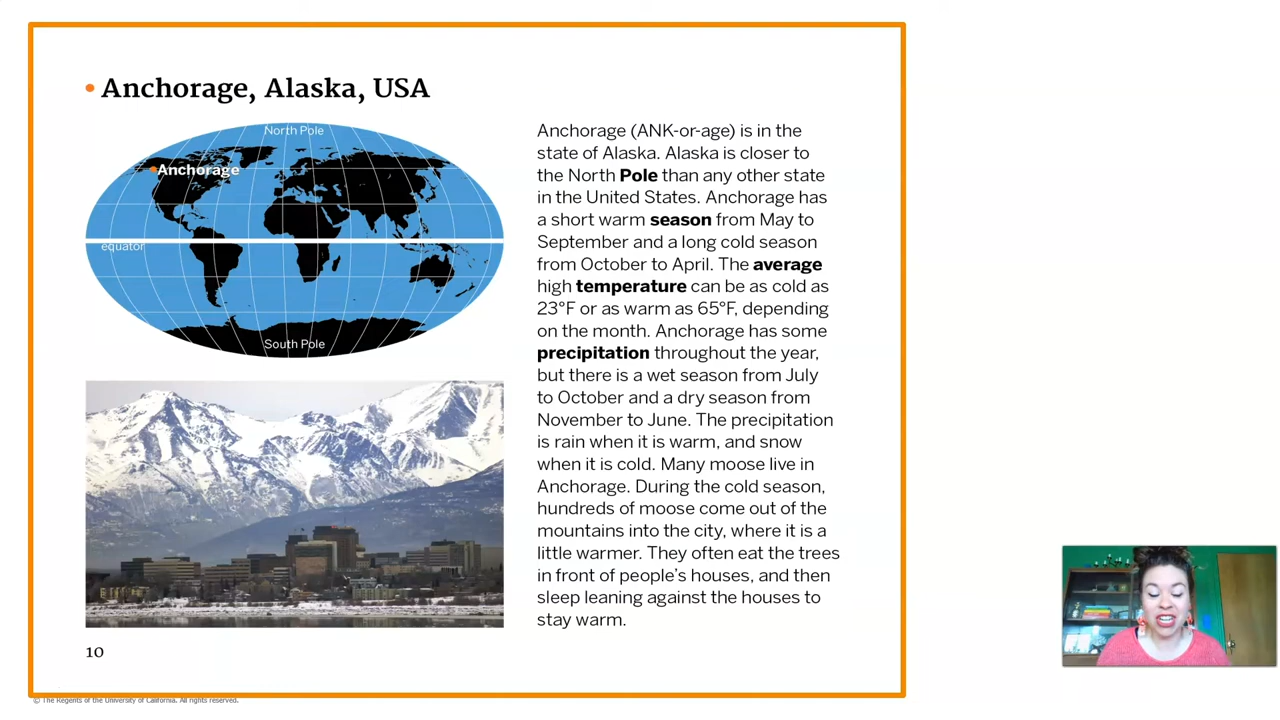 • Anchorage, Alaska, USA
North Pole
Anchorage
equator
South Pole
Anchorage (ANK-or-age) is in the
state of Alaska. Alaska is closer to
the North Pole than any other state
in the United States. Anchorage has
a short warm season from May to
September and a long cold season
from October to April. The average
high temperature can be as cold as
23°F or as warm as 65°F, depending
on the month. Anchorage has some
precipitation throughout the year,
but there is a wet season from July
to October and a dry season from
November to June. The precipitation
is rain when it is warm, and snow
when it is cold. Many moose live in
Anchorage. During the cold season,
hundreds of moose come out of the
mountains into the city, where it is a
little warmer. They often eat the trees
in front of people’s houses, and then
sleep leaning against the houses to
stay warm.
10
© The Regents of the University of California. All rights reserved.